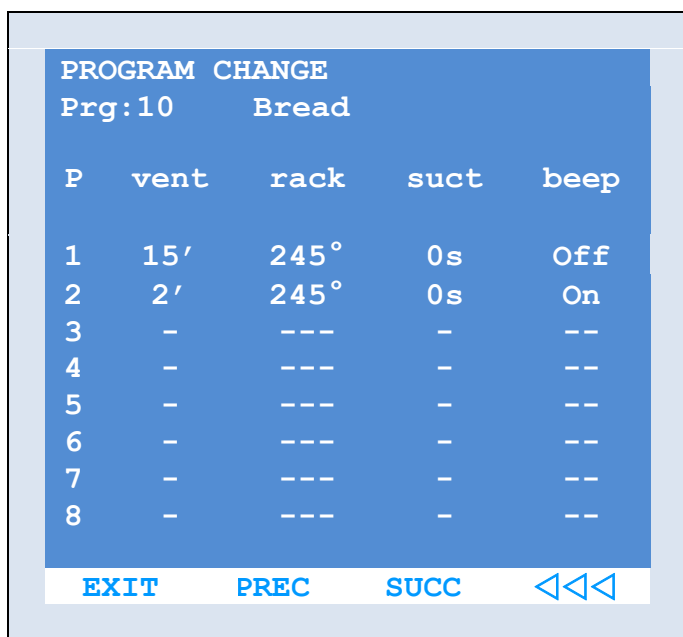 PROGRAM CHANGE
Prg:10 Bread
P vent rack suct beep
1 15′ 245° 0s Off
2 2′ 245° 0s On
3 – --- – --
4 – --- – --
5 – --- – --
6 – --- – --
7 – --- – --
8 – --- – --
EXIT PREC SUCC ◁◁◁